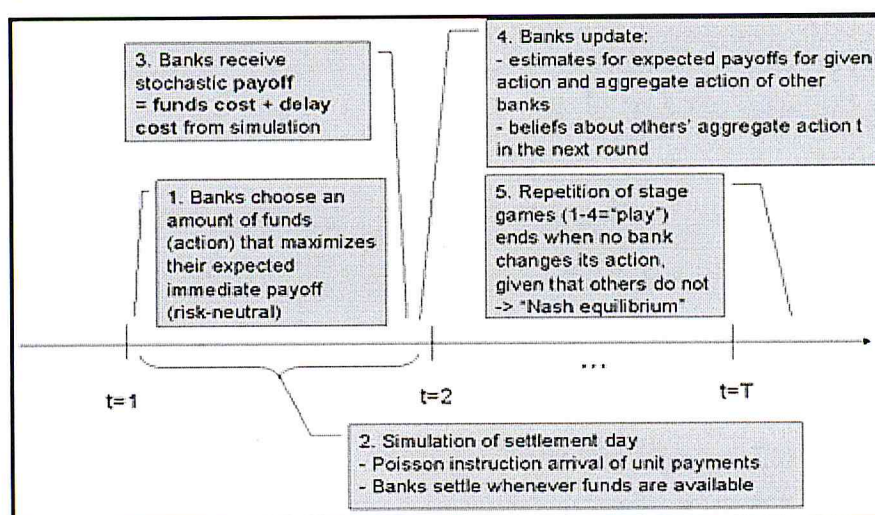 3. Banks receive
stochastic payoff
= funds cost + delay
cost from simulation
4. Banks update:
- estimates for expected payoffs for given
action and aggregate action of other
banks
- beliefs about others' aggregate action t
in the next round
1. Banks choose an
amount of funds
(action) that maximizes
their expected
immediate payoff
(risk-neutral)
5. Repetition of stage
games (1-4="play")
ends when no bank
changes its action,
given that others do not
-> "Nash equilibrium"
...
t=1
t=2
t=T
2. Simulation of settlement day
- Poisson instruction arrival of unit payments
- Banks settle whenever funds are available